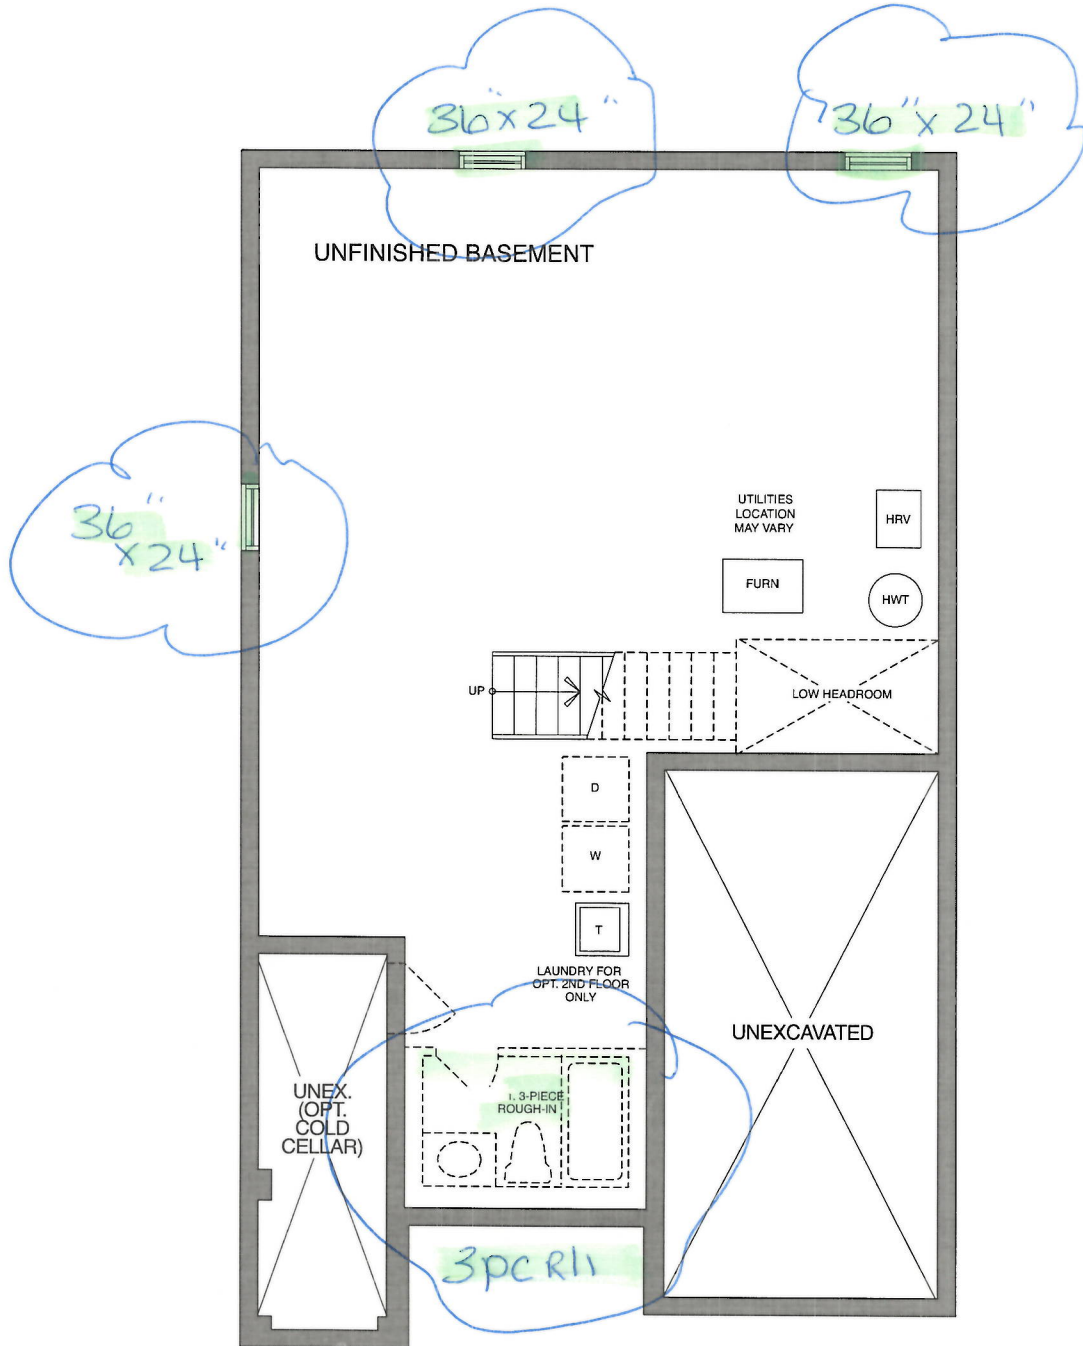 36"x24"
36"x24"
UNFINISHED BASEMENT
36"
x24"
UTILITIES
LOCATION
MAY VARY
HRV
FURN
HWT
UP
LOW HEADROOM
D
W
T
LAUNDRY FOR
OPT. 2ND FLOOR
ONLY
UNEXCAVATED
UNEX.
(OPT.
COLD
CELLAR)
3-PIECE
ROUGH-IN
3pc R/I